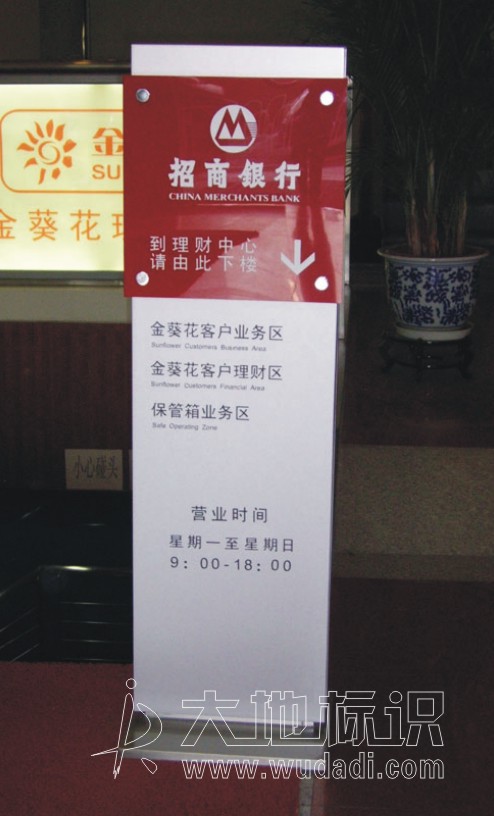 招商銀行
CHINA MERCHANTS BANK
到理财中心
请由此下楼
金葵花客户业务区
Sunflower Customers Business Area
金葵花客户理财区
Sunflower Customers Financial Area
保管箱业务区
Safe Operating Zone
营业时间
星期一至星期日
9：00-18：00
金
SU
金葵花理
小心碰头
大地标识
www.wudadi.com